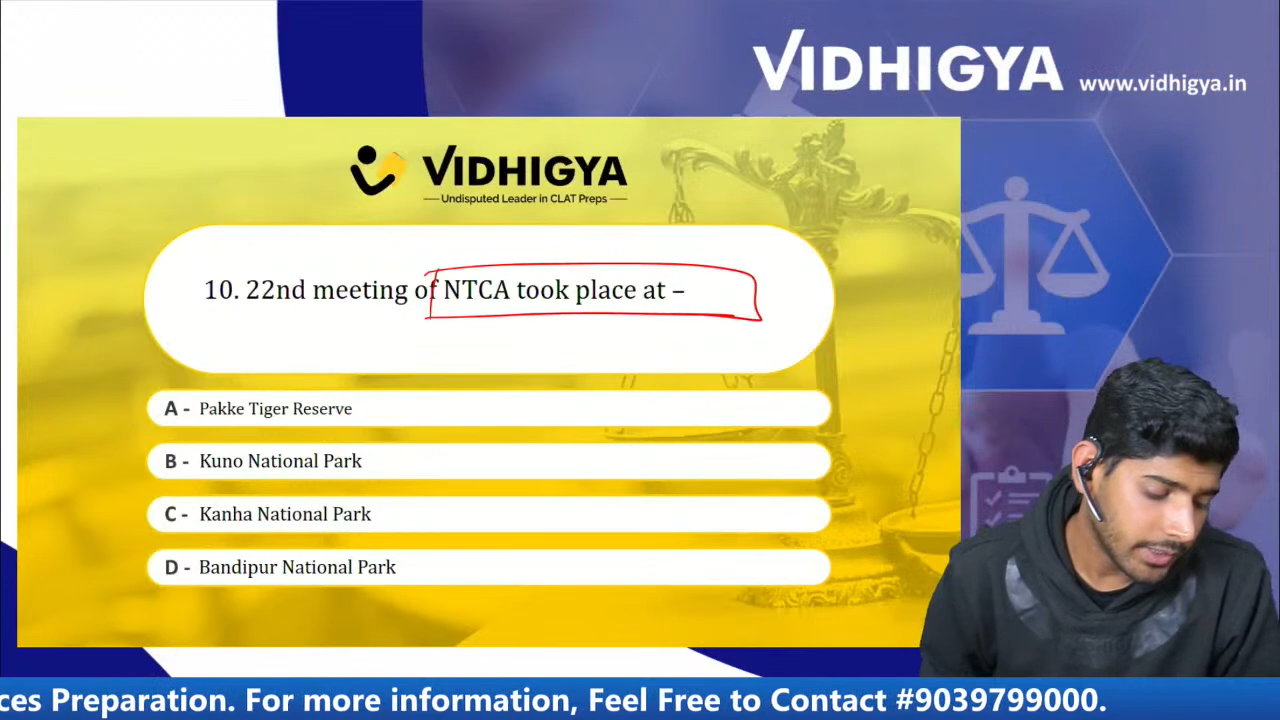 VIDHIGYA www.vidhigya.in
VIDHIGYA
Undisputed Leader in CLAT Preps
10. 22nd meeting of NTCA took place at –
A - Pakke Tiger Reserve
B - Kuno National Park
C - Kanha National Park
D - Bandipur National Park
ces Preparation. For more information, Feel Free to Contact #9039799000.